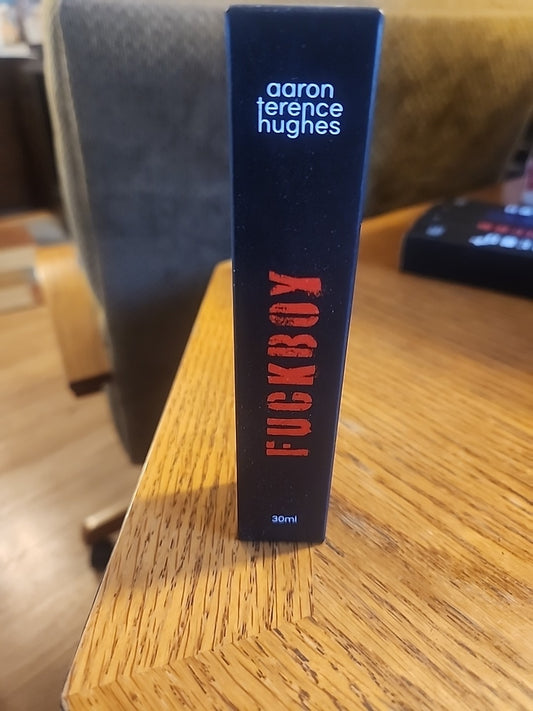 aaron
terence
hughes
FUCKBOY
30ml